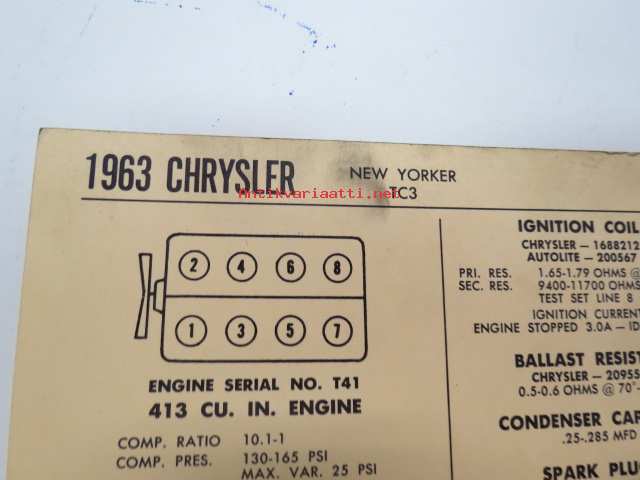 1963 CHRYSLER
NEW YORKER
TC3
Antikvariaatti.net
2 4 6 8
1 3 5 7
ENGINE SERIAL NO. T41
413 CU. IN. ENGINE
COMP. RATIO 10.1-1
COMP. PRES. 130-165 PSI
MAX. VAR. 25 PSI
IGNITION COIL
CHRYSLER – 1688212
AUTOLITE – 200567
PRI. RES. 1.65-1.79 OHMS @
SEC. RES. 9400-11700 OHMS
TEST SET LINE 8
IGNITION CURRENT
ENGINE STOPPED 3.0A – ID
BALLAST RESIST
CHRYSLER – 20955
0.5-0.6 OHMS @ 70°-
CONDENSER CAP
.25-.285 MFD
SPARK PLUG